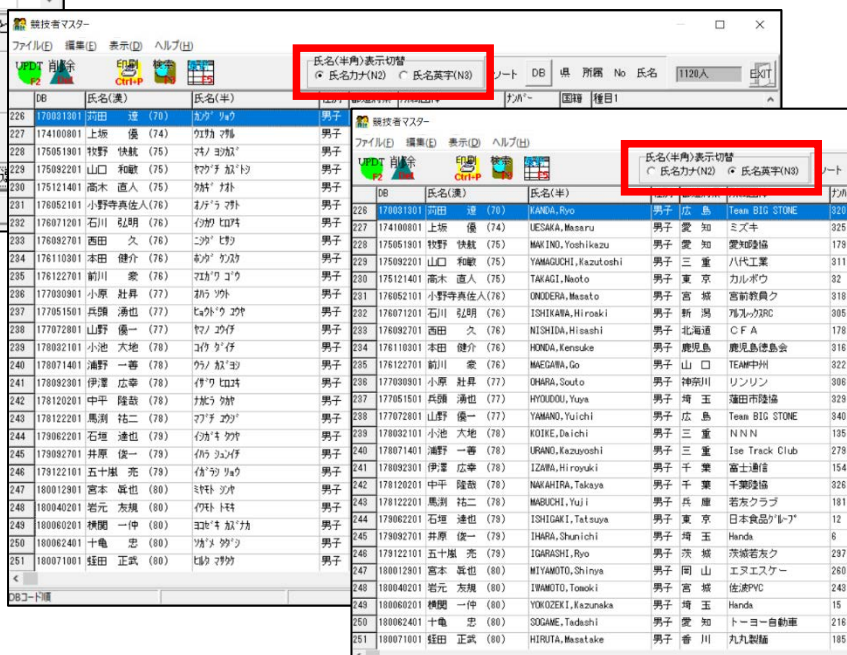 競技者マスター
ファイル(F) 編集(E) 表示(D) ヘルプ(H)
UPDT F2 削除 印刷 Ctrl+P 検索
氏名(半角)表示切替
氏名カナ(N2) 氏名英字(N3)
ソート DB 県 所属 No 氏名 1120人 EXIT
DB 氏名(漢) 氏名(半) 国籍 種目1
226 170031301 苅田 遼 (70) カンダ リョウ 男子
227 174100801 上坂 優 (74) ウエサカ マサル 男子
228 175051901 牧野 快航 (75) マキノ ヨシカズ 男子
229 175092201 山口 和敏 (75) ヤマグチ カズトシ 男子
230 175121401 高木 直人 (75) タカギ ナオト 男子
231 176052101 小野寺真佐人(76) オノデラ マサト 男子
232 176071201 石川 弘明 (76) イシカワ ヒロアキ 男子
233 176092701 西田 久 (76) ニシダ ヒサシ 男子
234 176110301 本田 健介 (76) ホンダ ケンスケ 男子
235 176122701 前川 豪 (76) マエガワ ゴウ 男子
236 177030901 小原 壯昇 (77) オハラ ソウト 男子
237 177051501 兵頭 湧也 (77) ヒョウドウ ユウヤ 男子
238 177072801 山野 優一 (77) ヤマノ ユウイチ 男子
239 178032101 小池 大地 (78) コイケ ダイチ 男子
240 178071401 浦野 一善 (78) ウラノ カズヨシ 男子
241 178092301 伊澤 広幸 (78) イザワ ヒロユキ 男子
242 178120201 中平 隆哉 (78) ナカヒラ タカヤ 男子
243 178122201 馬渕 祐二 (78) マブチ ユウジ 男子
244 179062201 石垣 達也 (79) イシガキ タツヤ 男子
245 179092701 井原 俊一 (79) イハラ シュンイチ 男子
246 179122101 五十嵐 亮 (79) イガラシ リョウ 男子
247 180012901 宮本 眞也 (80) ミヤモト シンヤ 男子
248 180040201 岩元 友規 (80) イワモト トモキ 男子
249 180060201 横関 一仲 (80) ヨコゼキ カズナカ 男子
250 180062401 十亀 忠 (80) ソガメ タダシ 男子
251 180071001 蛭田 正武 (80) ヒルタ マサタケ 男子
DBコード順
競技者マスター
ファイル(F) 編集(E) 表示(D) ヘルプ(H)
UPDT F2 削除 印刷 Ctrl+P 検索
氏名(半角)表示切替
氏名カナ(N2) 氏名英字(N3)
ソート
DB 氏名(漢) 氏名(半)
226 170031301 苅田 遼 (70) KANDA,Ryo 男子 広 島 Team BIG STONE 320
227 174100801 上坂 優 (74) UESAKA,Masaru 男子 愛 知 ミズキ 325
228 175051901 牧野 快航 (75) MAKINO,Yoshikazu 男子 愛 知 愛知陸協 179
229 175092201 山口 和敏 (75) YAMAGUCHI,Kazutoshi 男子 三 重 八代工業 311
230 175121401 高木 直人 (75) TAKAGI,Naoto 男子 東 京 カルボウ 32
231 176052101 小野寺真佐人(76) ONODERA,Masato 男子 宮 城 宮前教員ク 318
232 176071201 石川 弘明 (76) ISHIKAWA,Hiroaki 男子 新 潟 305
233 176092701 西田 久 (76) NISHIDA,Hisashi 男子 北海道 CFA 178
234 176110301 本田 健介 (76) HONDA,Kensuke 男子 鹿児島 鹿児島徳島会 316
235 176122701 前川 豪 (76) MAEGAWA,Go 男子 山 口 TEAM中州 322
236 177030901 小原 壯昇 (77) OHARA,Souto 男子 神奈川 リンリン 306
237 177051501 兵頭 湧也 (77) HYOUDOU,Yuya 男子 埼 玉 蓮田市陸協 329
238 177072801 山野 優一 (77) YAMANO,Yuichi 男子 広 島 Team BIG STONE 340
239 178032101 小池 大地 (78) KOIKE,Daichi 男子 三 重 NNN 135
240 178071401 浦野 一善 (78) URANO,Kazuyoshi 男子 三 重 Ise Track Club 279
241 178092301 伊澤 広幸 (78) IZAWA,Hiroyuki 男子 千 葉 富士通信 154
242 178120201 中平 隆哉 (78) NAKAHIRA,Takaya 男子 千 葉 千葉陸協 326
243 178122201 馬渕 祐二 (78) MABUCHI,Yuji 男子 兵 庫 若友クラブ 181
244 179062201 石垣 達也 (79) ISHIGAKI,Tatsuya 男子 東 京 日本食品グループ 12
245 179092701 井原 俊一 (79) IHARA,Shunichi 男子 埼 玉 Handa 6
246 179122101 五十嵐 亮 (79) IGARASHI,Ryo 男子 茨 城 茨城若友ク 297
247 180012901 宮本 眞也 (80) MIYAMOTO,Shinya 男子 岡 山 エヌエスケー 260
248 180040201 岩元 友規 (80) IWAMOTO,Tomoki 男子 宮 城 佐波PVC 243
249 180060201 横関 一仲 (80) YOKOZEKI,Kazunaka 男子 埼 玉 Handa 15
250 180062401 十亀 忠 (80) SOGAME,Tadashi 男子 愛 知 トーヨー自動車 216
251 180071001 蛭田 正武 (80) HIRUTA,Masatake 男子 香 川 丸丸製麺 185